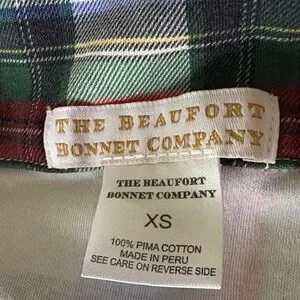 THE BEAUFORT
BONNET COMPANY
THE BEAUFORT
BONNET COMPANY
XS
100% PIMA COTTON
MADE IN PERU
SEE CARE ON REVERSE SIDE